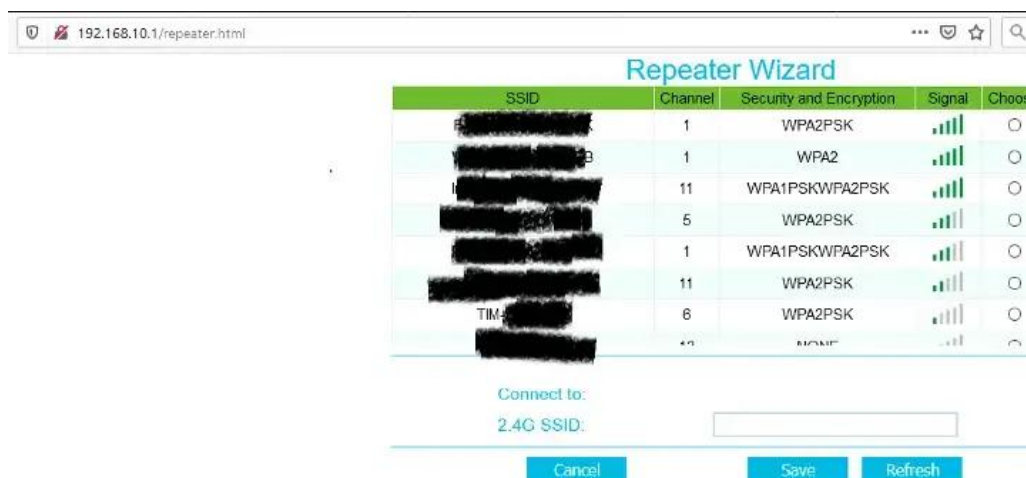 192.168.10.1/repeater.html
Repeater Wizard
SSID Channel Security and Encryption Signal
1 WPA2PSK
1 WPA2
11 WPA1PSKWPA2PSK
5 WPA2PSK
1 WPA1PSKWPA2PSK
11 WPA2PSK
TIM- 6 WPA2PSK
NONE
Connect to:
2.4G SSID:
Cancel Save Refresh